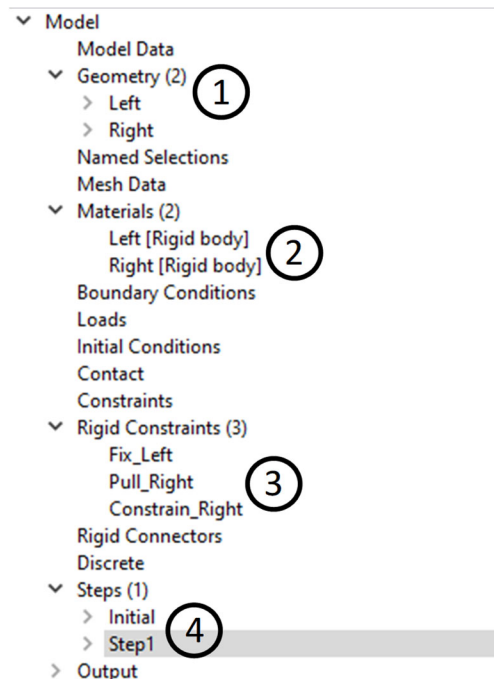 Model
Model Data
Geometry (2)
1
Left
Right
Named Selections
Mesh Data
Materials (2)
Left [Rigid body]
2
Right [Rigid body]
Boundary Conditions
Loads
Initial Conditions
Contact
Constraints
Rigid Constraints (3)
Fix_Left
Pull_Right
3
Constrain_Right
Rigid Connectors
Discrete
Steps (1)
Initial
4
Step1
Output